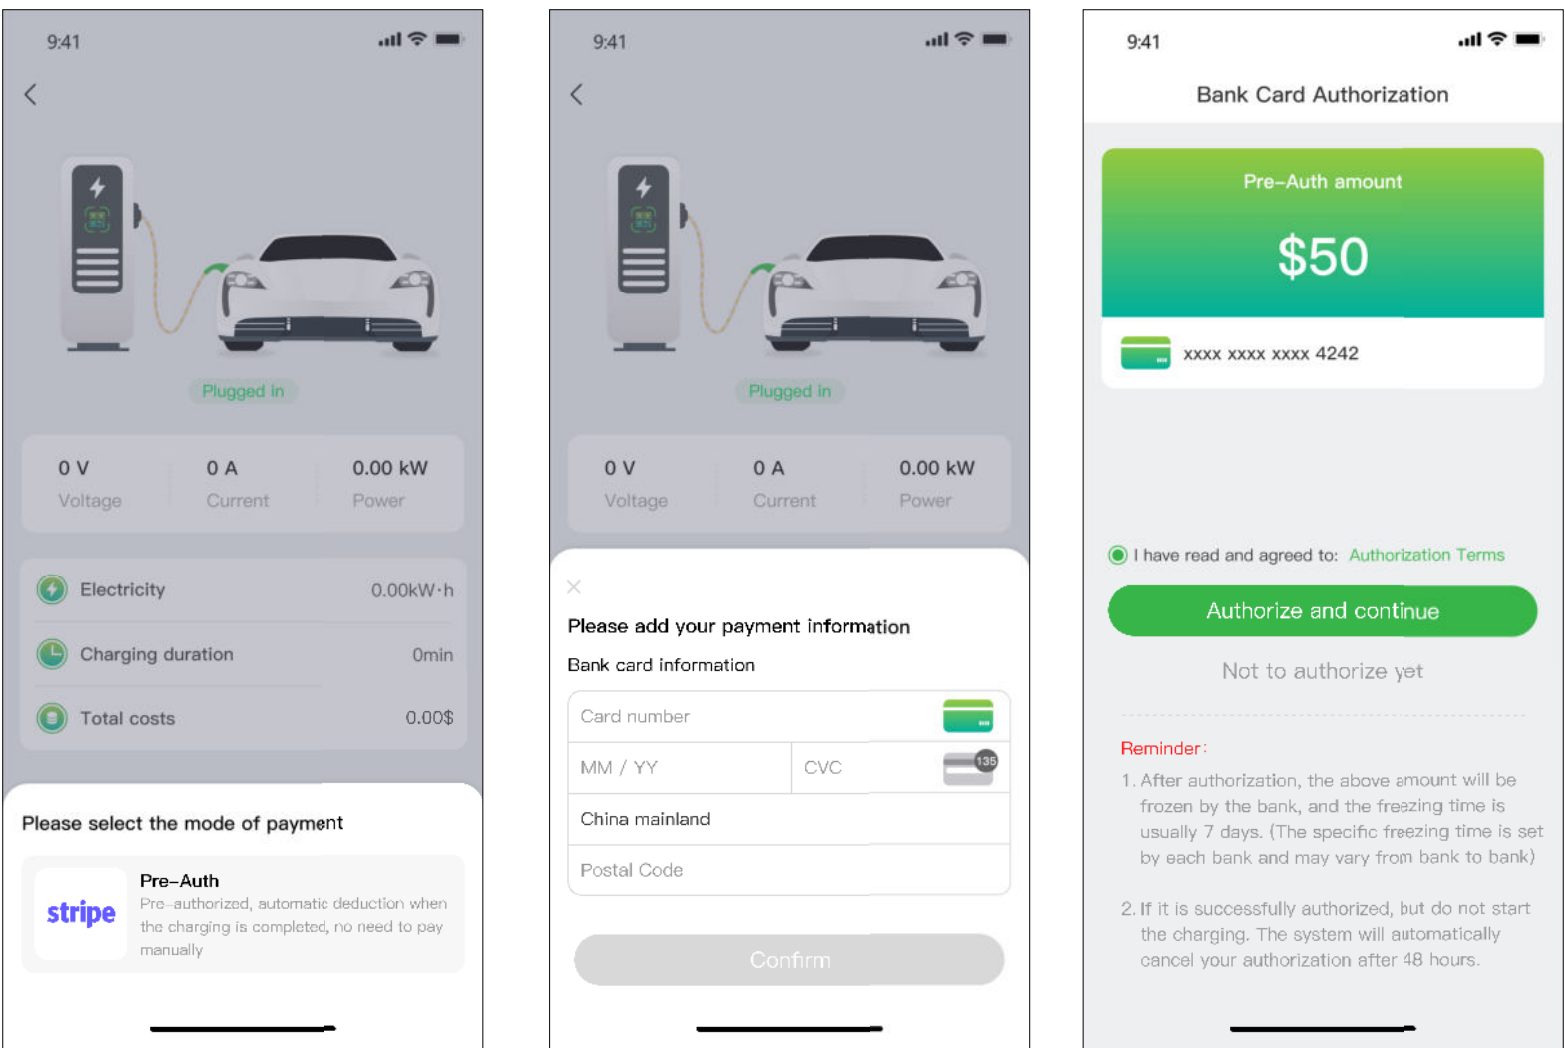 9:41
Plugged in
0 V
0 A
0.00 kW
Voltage
Current
Power
Electricity
0.00kW·h
Charging duration
0min
Total costs
0.00$
Please select the mode of payment
stripe
Pre-Auth
Pre-authorized, automatic deduction when
the charging is completed, no need to pay
manually
9:41
Plugged in
0 V
0 A
0.00 kW
Voltage
Current
Power
Please add your payment information
Bank card information
Card number
MM / YY
CVC
135
China mainland
Postal Code
Confirm
9:41
Bank Card Authorization
Pre-Auth amount
$50
xxxx xxxx xxxx 4242
I have read and agreed to: Authorization Terms
Authorize and continue
Not to authorize yet
Reminder:
1. After authorization, the above amount will be
frozen by the bank, and the freezing time is
usually 7 days. (The specific freezing time is set
by each bank and may vary from bank to bank)
2. If it is successfully authorized, but do not start
the charging. The system will automatically
cancel your authorization after 48 hours.